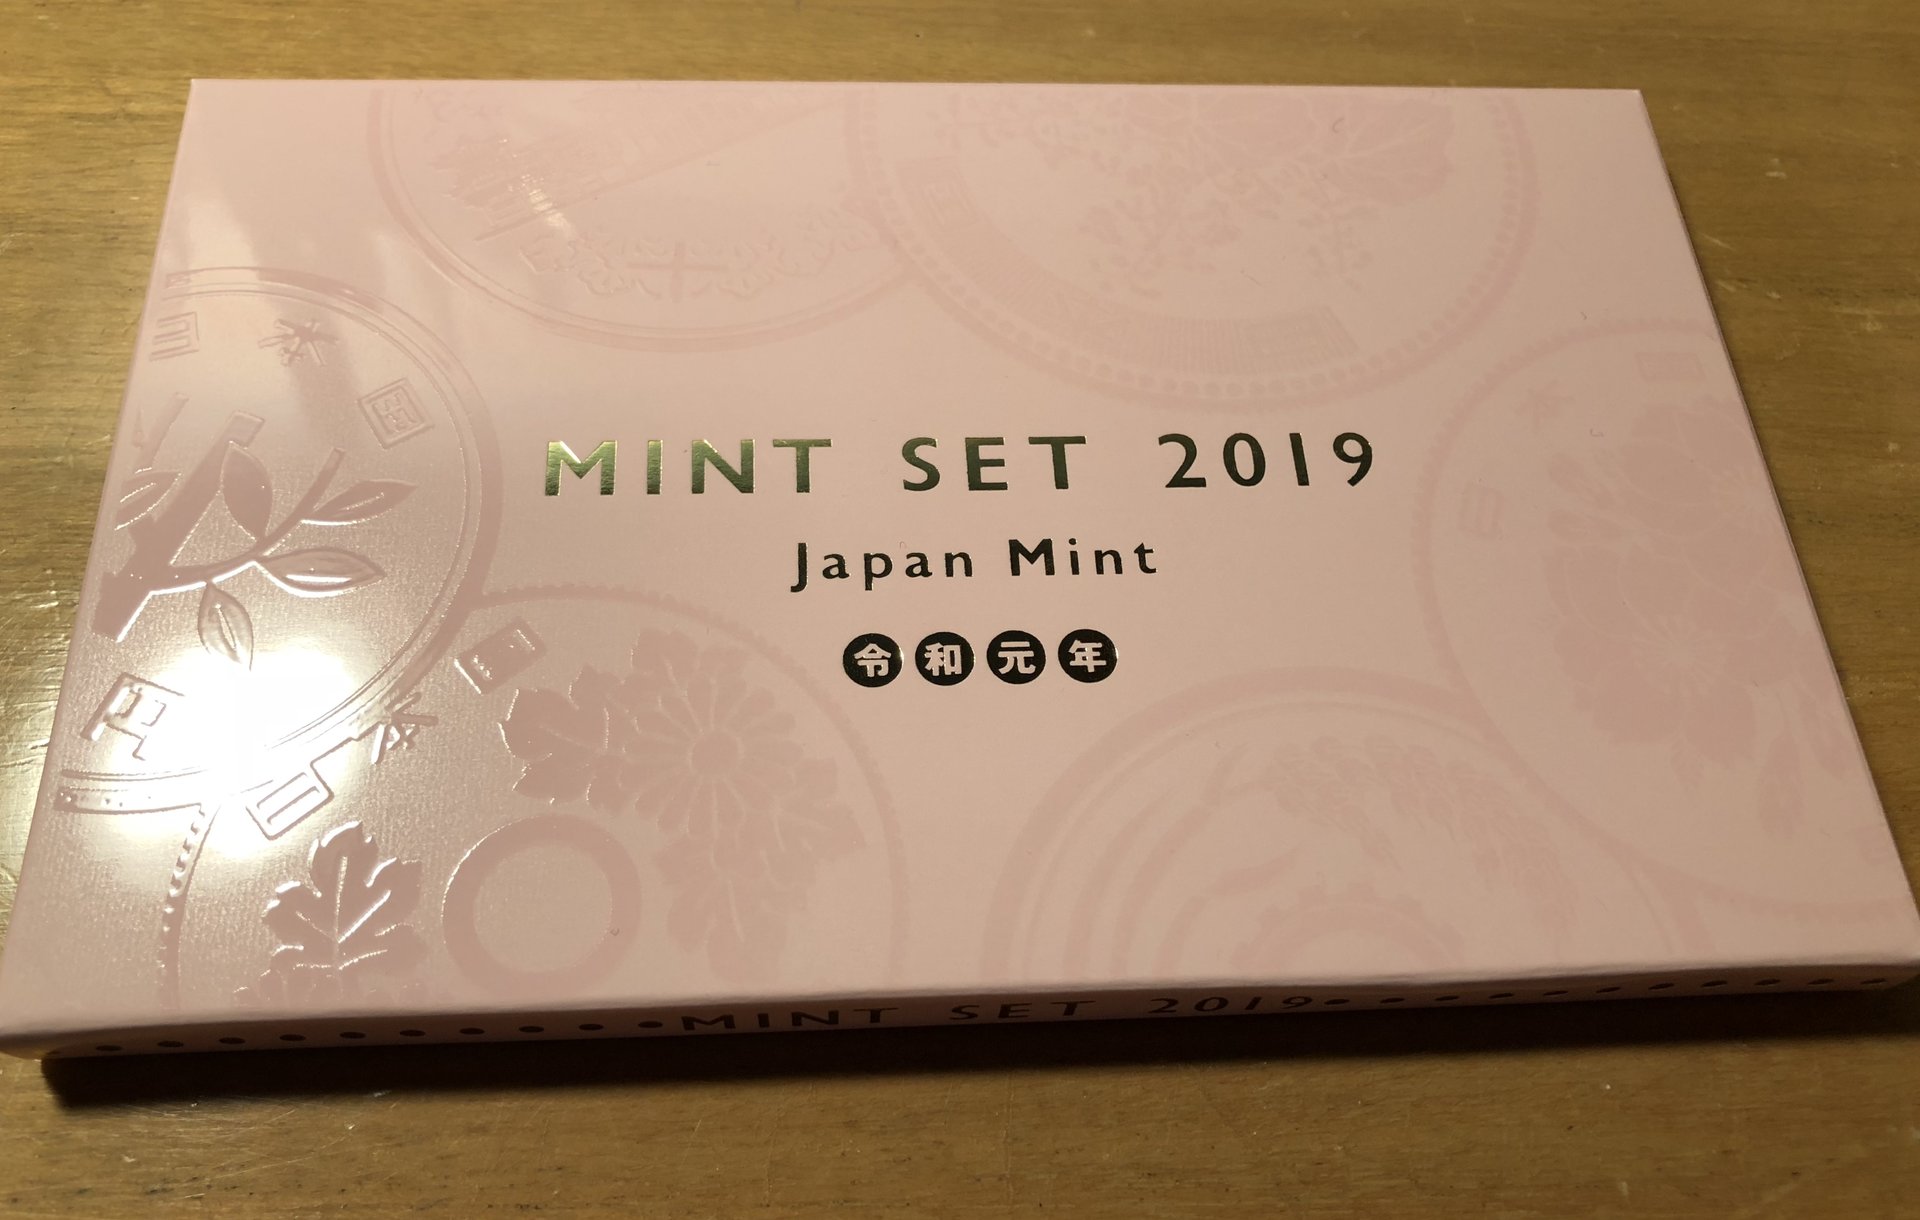 MINT SET 2019
Japan Mint
令和元年
MINT SET 2019